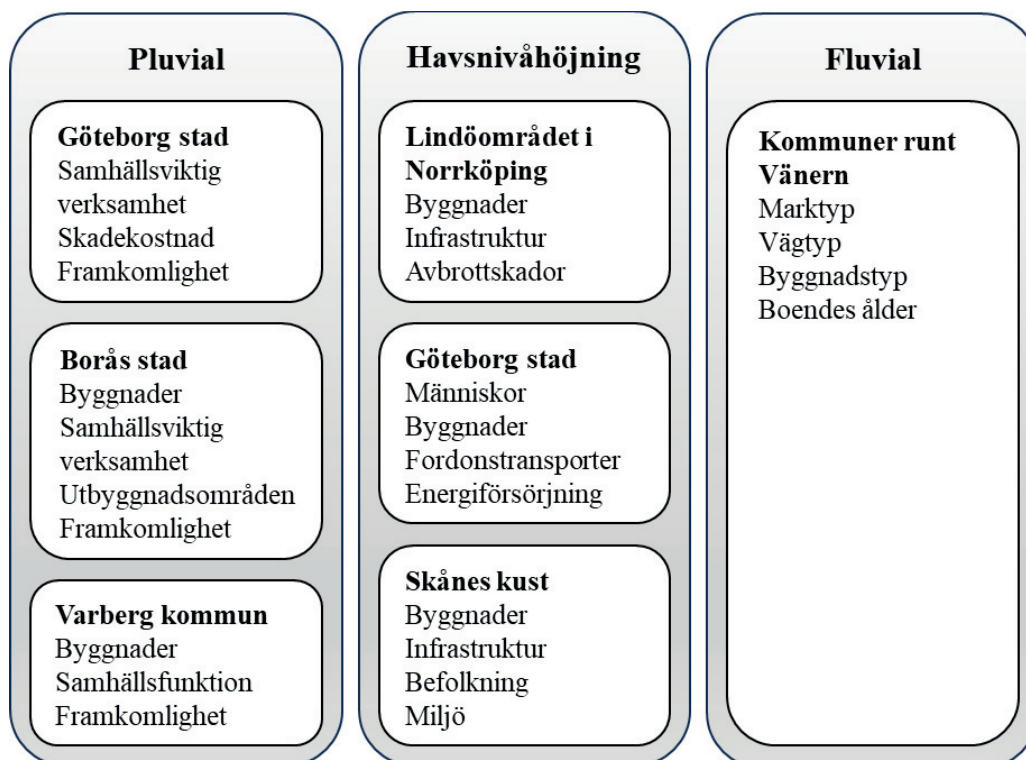 Pluvial
Göteborg stad
Samhällsviktig
verksamhet
Skadekostnad
Framkomlighet
Borås stad
Byggnader
Samhällsviktig
verksamhet
Utbyggnadsområden
Framkomlighet
Varberg kommun
Byggnader
Samhällsfunktion
Framkomlighet
Havsnivåhöjning
Lindöområdet i
Norrköping
Byggnader
Infrastruktur
Avbrottskador
Göteborg stad
Människor
Byggnader
Fordonstransporter
Energiförsörjning
Skånes kust
Byggnader
Infrastruktur
Befolkning
Miljö
Fluvial
Kommuner runt
Vänern
Marktyp
Vägtyp
Byggnadstyp
Boendes ålder